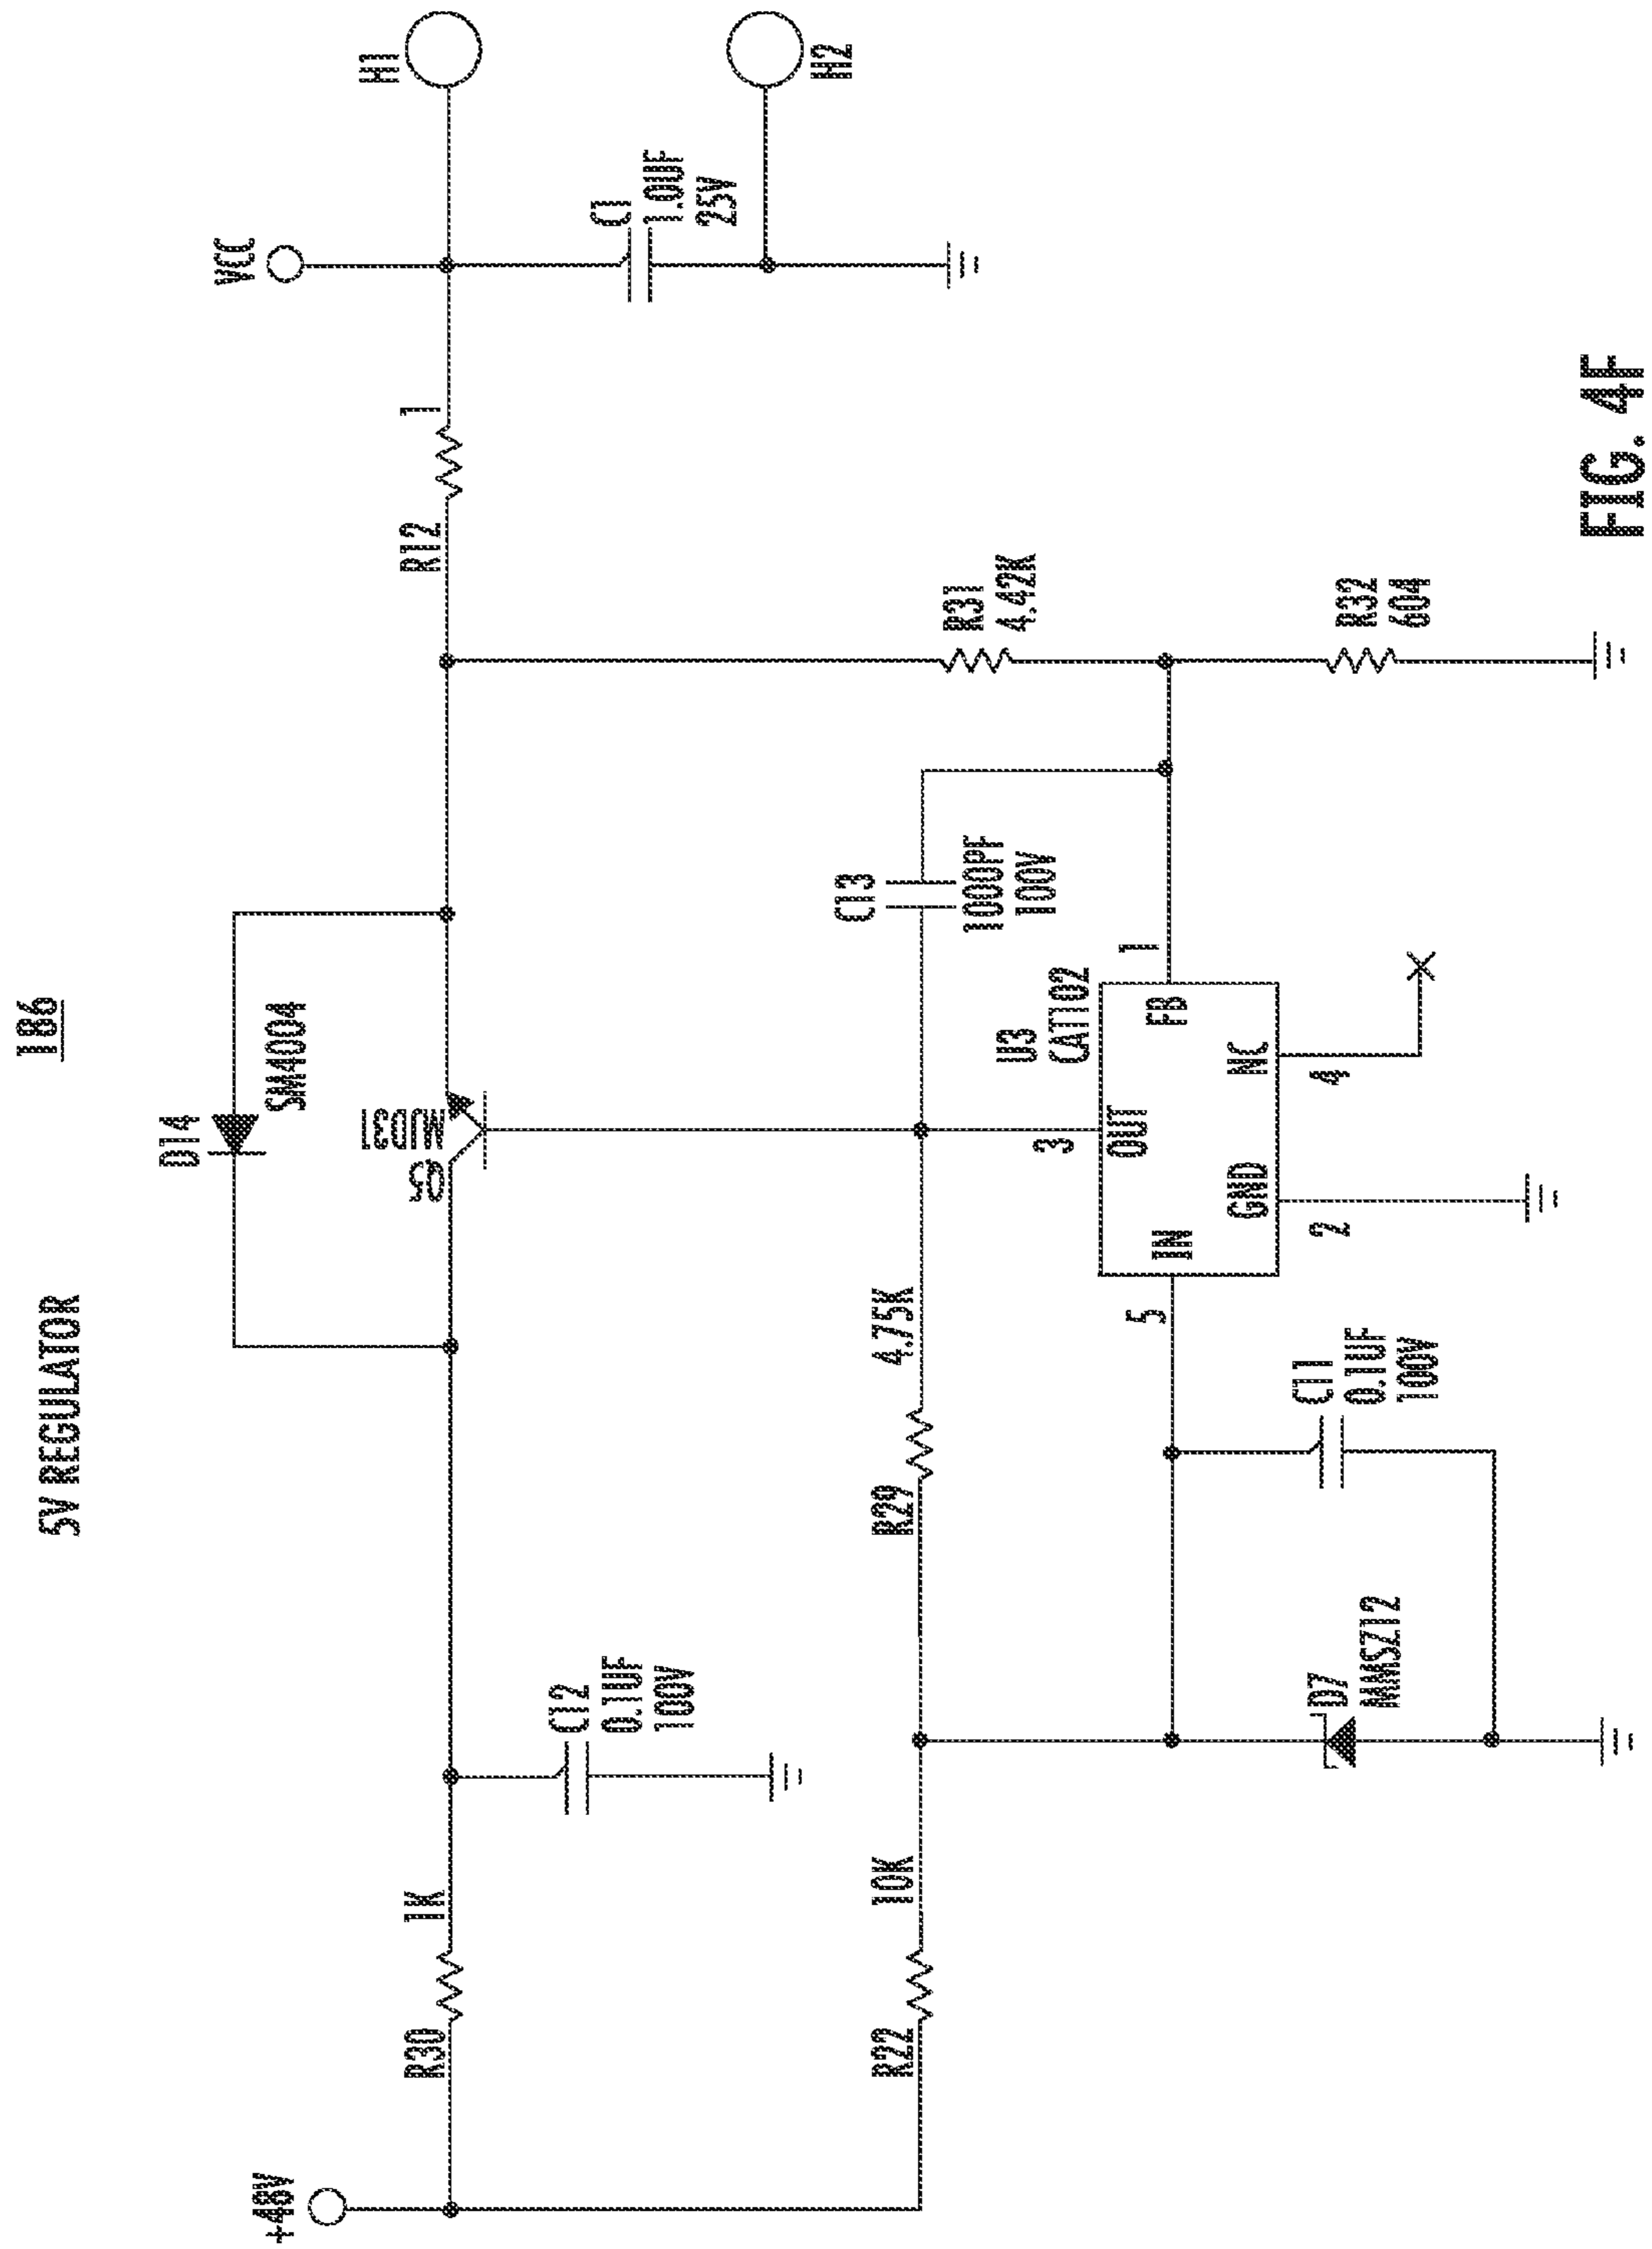 186
5V REGULATOR
+48V
R30
1K
C12
0.1UF
100V
D14
SM4004
Q5
MJD31
R12
1
VCC
H1
C1
1.0UF
25V
H2
R22
10K
R29
4.75K
C13
1000PF
100V
R31
4.42K
R32
604
U3
CAT102
3
OUT
1
FB
5
IN
GND
2
NC
4
C11
0.1UF
100V
D7
MMSZ12
FIG. 4F